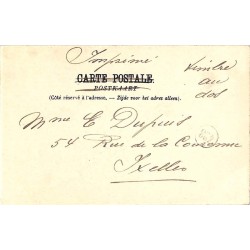 Imprimé
timbre
au
dos
CARTE POSTALE
POSTKAART
(Côté réservé à l'adresse. — Zijde voor het adres alleen).
Mme E Dupuis
54 Rue de la Couronne
Ixelles